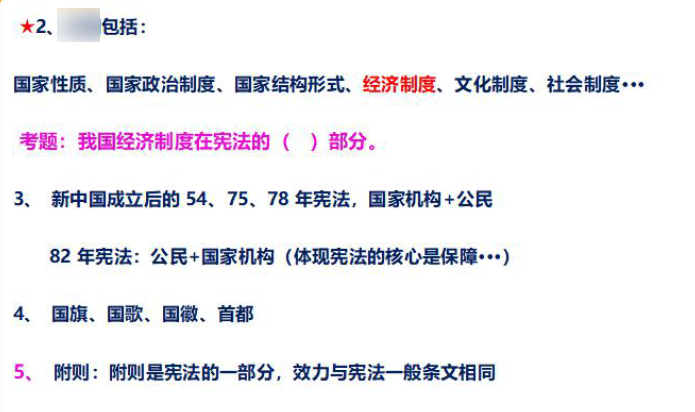 ★2、包括：
国家性质、国家政治制度、国家结构形式、经济制度、文化制度、社会制度•••
考题：我国经济制度在宪法的（ ）部分。
3、 新中国成立后的 54、75、78 年宪法，国家机构+公民
82 年宪法：公民+国家机构（体现宪法的核心是保障•••）
4、 国旗、国歌、国徽、首都
5、 附则：附则是宪法的一部分，效力与宪法一般条文相同